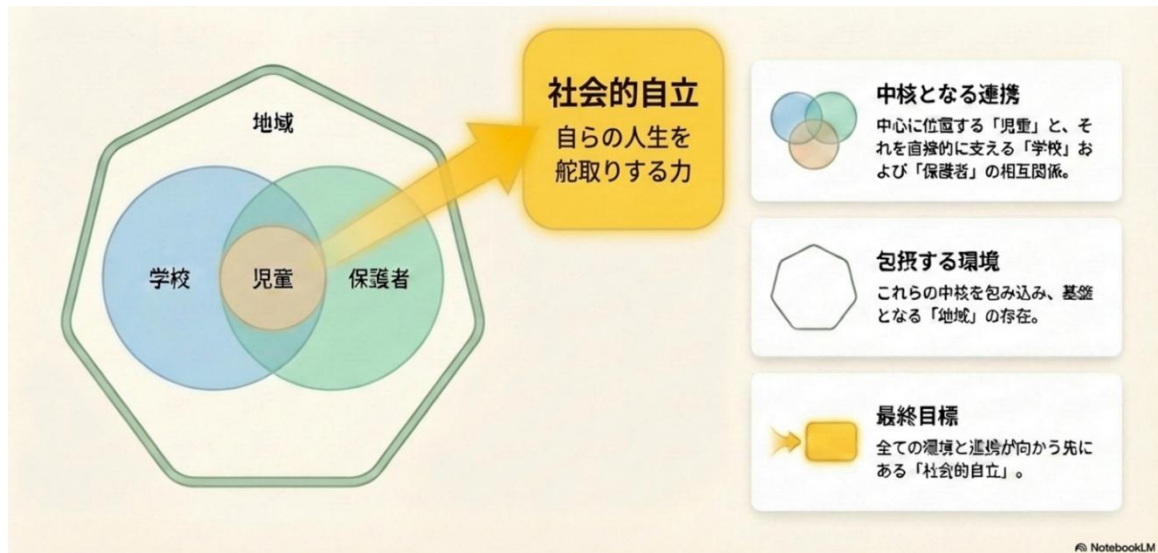 地域
学校
児童
保護者
社会的自立
自らの人生を
舵取りする力
中核となる連携
中心に位置する「児童」と、そ
れを直接的に支える「学校」お
よび「保護者」の相互関係。
包摂する環境
これらの中核を包み込み、基盤
となる「地域」の存在。
最終目標
全ての環境と連携が向かう先に
ある「社会的自立」。
NotebookLM